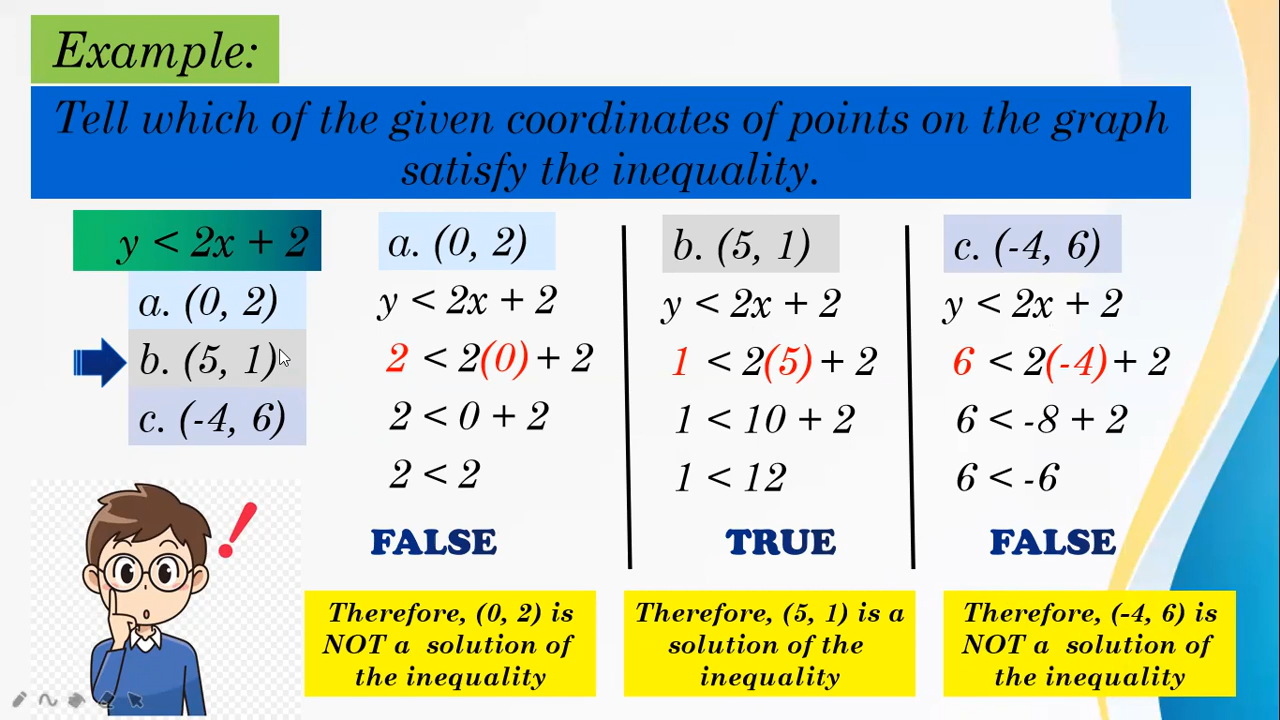 Example:
Tell which of the given coordinates of points on the graph
satisfy the inequality.
y < 2x + 2
a. (0, 2)
b. (5, 1)
c. (-4, 6)
a. (0, 2)
y < 2x + 2
2 < 2(0) + 2
2 < 0 + 2
2 < 2
FALSE
Therefore, (0, 2) is
NOT a solution of
the inequality
b. (5, 1)
y < 2x + 2
1 < 2(5) + 2
1 < 10 + 2
1 < 12
TRUE
Therefore, (5, 1) is a
solution of the
inequality
c. (-4, 6)
y < 2x + 2
6 < 2(-4) + 2
6 < -8 + 2
6 < -6
FALSE
Therefore, (-4, 6) is
NOT a solution of
the inequality